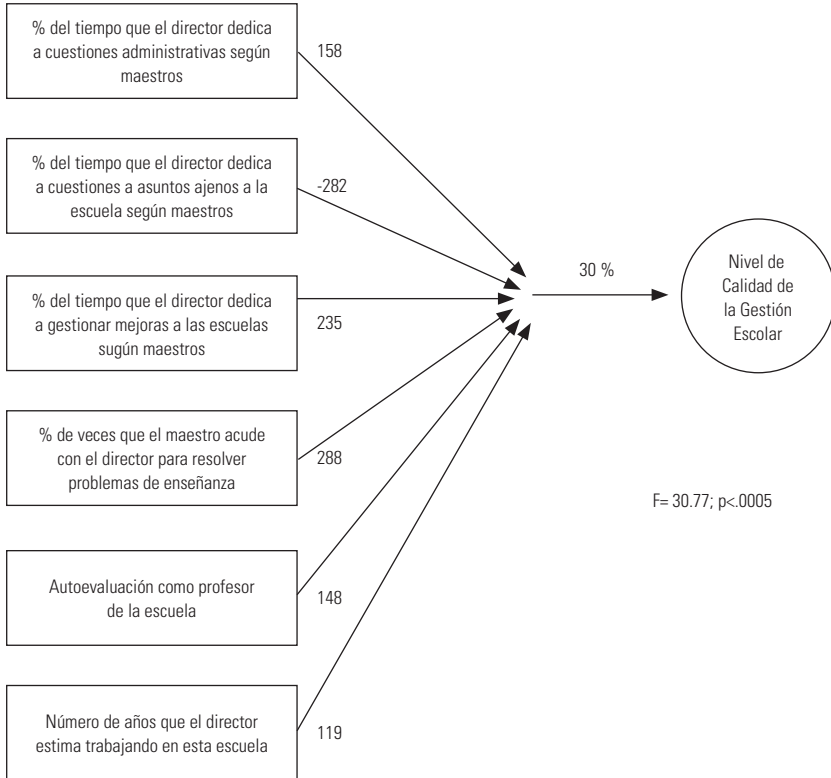 % del tiempo que el director dedica
a cuestiones administrativas según
maestros
158
% del tiempo que el director dedica
a cuestiones a asuntos ajenos a la
escuela según maestros
-282
% del tiempo que el director dedica
a gestionar mejoras a las escuelas
sugún maestros
235
% de veces que el maestro acude
con el director para resolver
problemas de enseñanza
288
Autoevaluación como profesor
de la escuela
148
Número de años que el director
estima trabajando en esta escuela
119
30 %
Nivel de
Calidad de
la Gestión
Escolar
F= 30.77; p<.0005